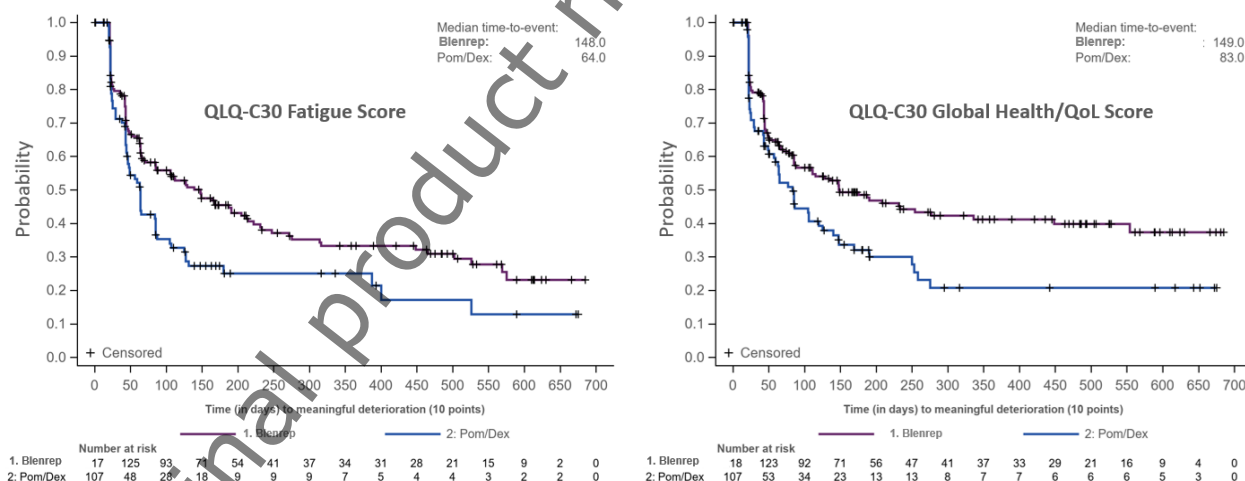 Median time-to-event:
Blenrep: 148.0
Pom/Dex: 64.0
QLQ-C30 Fatigue Score
Probability
1.0
0.9
0.8
0.7
0.6
0.5
0.4
0.3
0.2
0.1
0.0
+ Censored
0 50 100 150 200 250 300 350 400 450 500 550 600 650 700
Time (in days) to meaningful deterioration (10 points)
1. Blenrep 2: Pom/Dex
Number at risk
1. Blenrep 17 125 93 71 54 41 37 34 31 28 21 15 9 2 0
2: Pom/Dex 107 48 28 18 9 9 9 7 5 4 4 3 2 2 0
Median time-to-event:
Blenrep: : 149.0
Pom/Dex: 83.0
QLQ-C30 Global Health/QoL Score
Probability
1.0
0.9
0.8
0.7
0.6
0.5
0.4
0.3
0.2
0.1
0.0
+ Censored
0 50 100 150 200 250 300 350 400 450 500 550 600 650 700
Time (in days) to meaningful deterioration (10 points)
1. Blenrep 2: Pom/Dex
Number at risk
1. Blenrep 18 123 92 71 56 47 41 37 33 29 21 16 9 4 0
2: Pom/Dex 107 53 34 23 13 13 8 7 7 6 6 6 5 3 0
inal product n